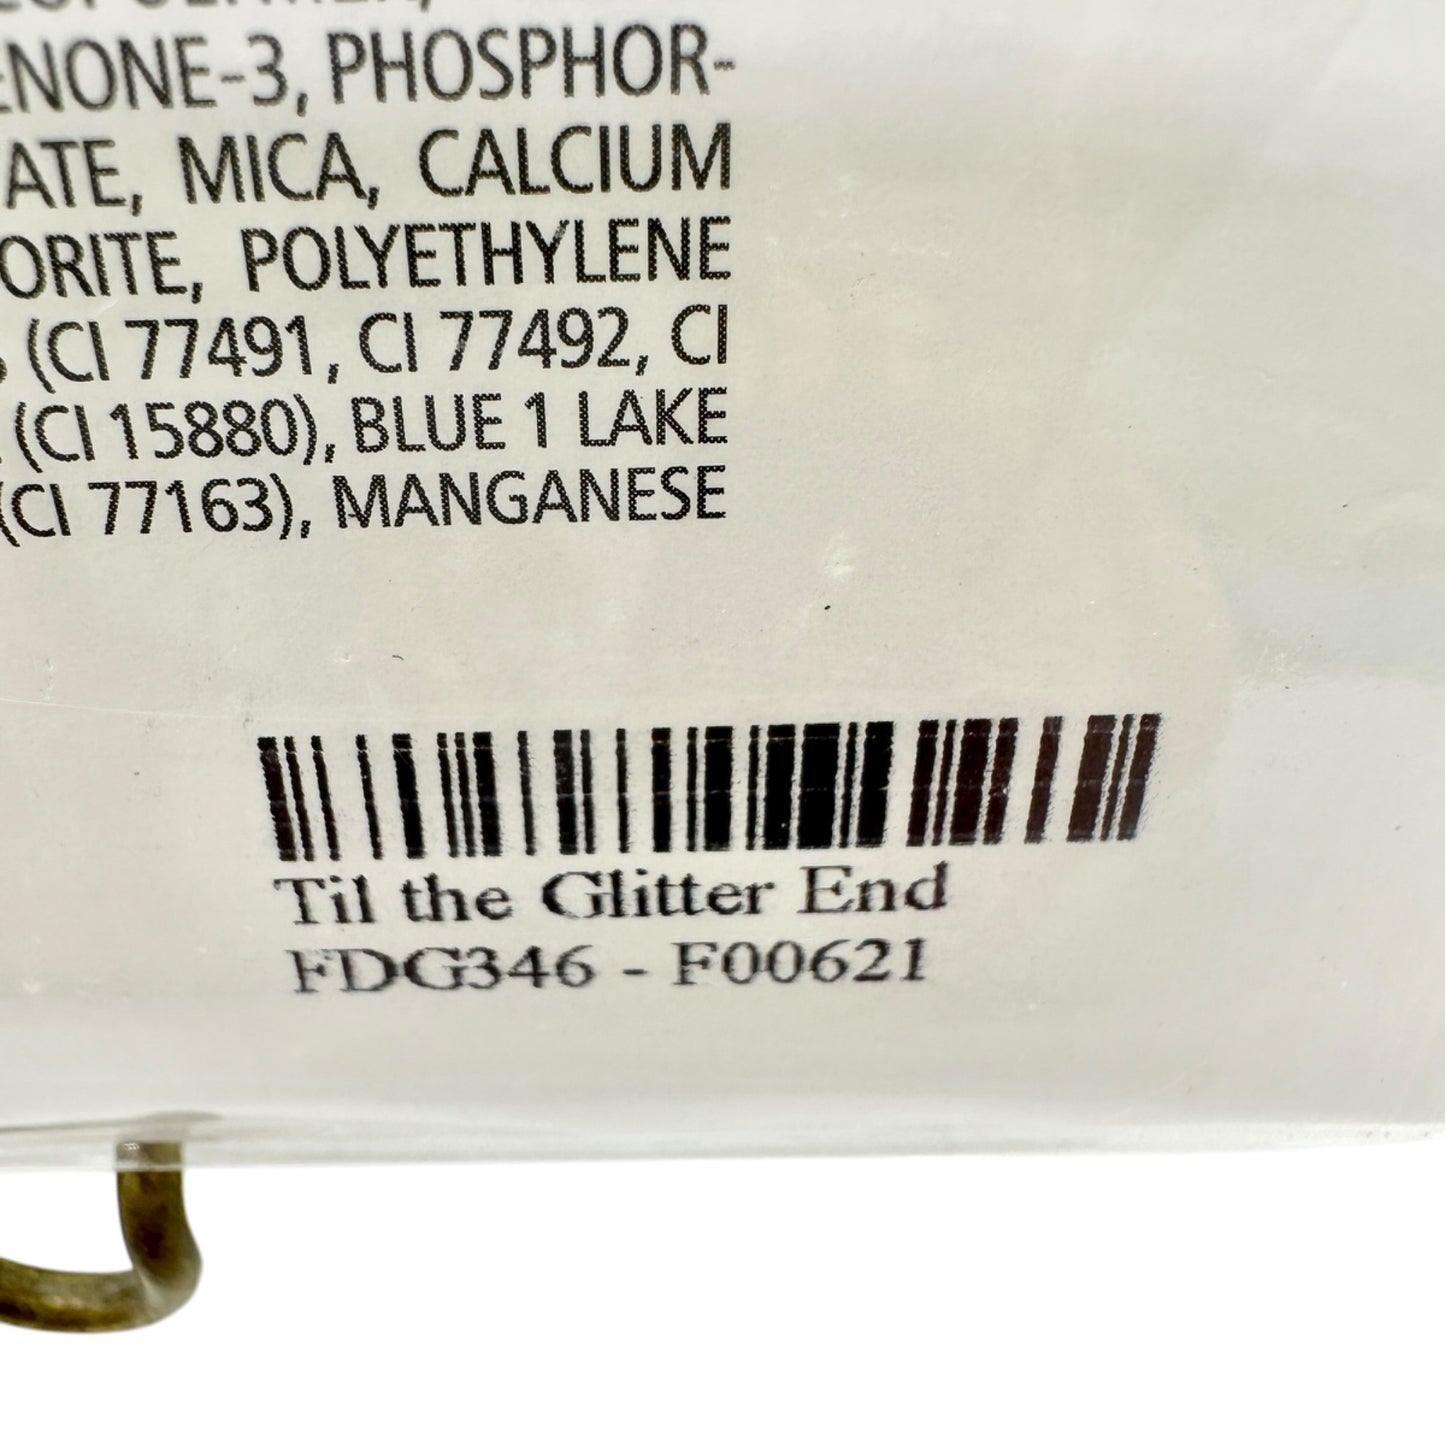 ENONE-3, PHOSPHOR-
ATE, MICA, CALCIUM
ORITE, POLYETHYLENE
(CI 77491, CI 77492, CI
(CI 15880), BLUE 1 LAKE
(CI 77163), MANGANESE
Til the Glitter End
FDG346 - F00621